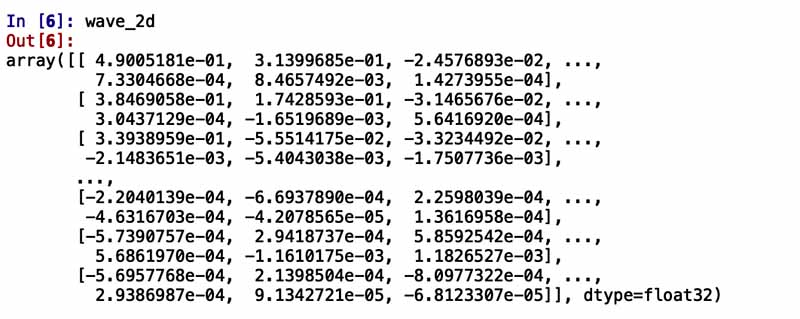 In [6]: wave_2d
Out[6]:
array([[ 4.9005181e-01,  3.1399685e-01, -2.4576893e-02, ...,
         7.3304668e-04,  8.4657492e-03,  1.4273955e-04],
       [ 3.8469058e-01,  1.7428593e-01, -3.1465676e-02, ...,
         3.0437129e-04, -1.6519689e-03,  5.6416920e-04],
       [ 3.3938959e-01, -5.5514175e-02, -3.3234492e-02, ...,
        -2.1483651e-03, -5.4043038e-03, -1.7507736e-03],
       ...,
       [-2.2040139e-04, -6.6937890e-04,  2.2598039e-04, ...,
        -4.6316703e-04, -4.2078565e-05,  1.3616958e-04],
       [-5.7390757e-04,  2.9418737e-04,  5.8592542e-04, ...,
         5.6861970e-04, -1.1610175e-03,  1.1826527e-03],
       [-5.6957768e-04,  2.1398504e-04, -8.0977322e-04, ...,
         2.9386987e-04,  9.1342721e-05, -6.8123307e-05]], dtype=float32)